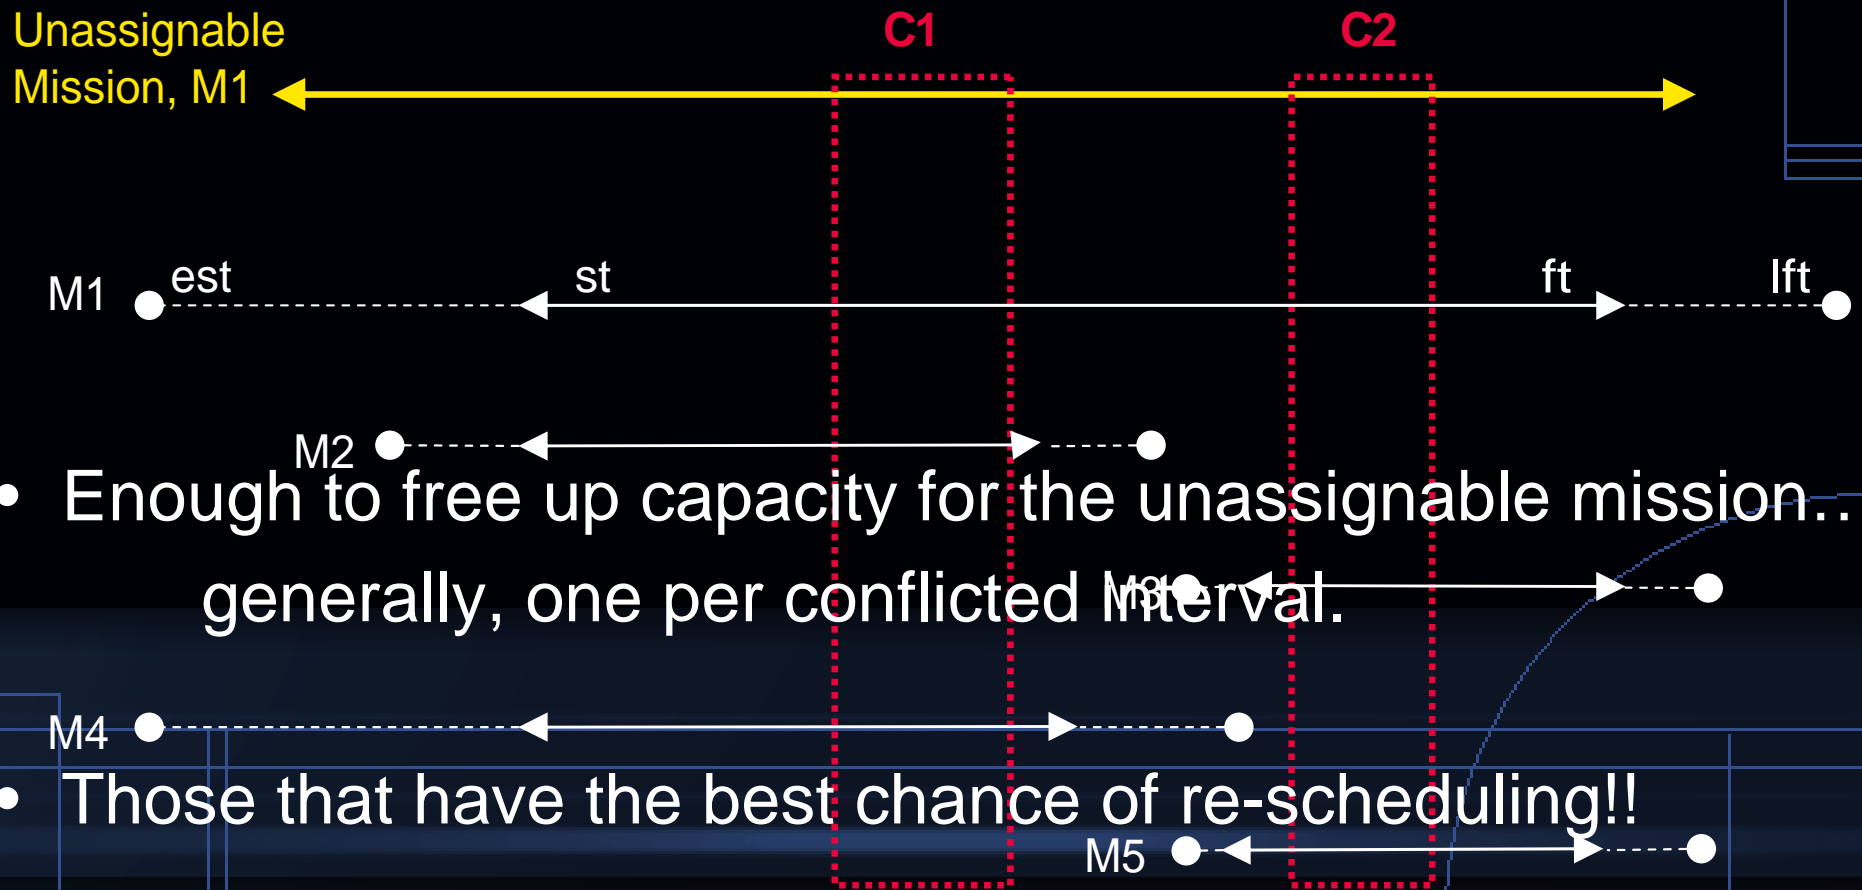 Unassignable
Mission, M1
C1
C2
M1
est
st
ft
lft
M2
• Enough to free up capacity for the unassignable mission…
generally, one per conflicted interval.
M3
M4
• Those that have the best chance of re-scheduling!!
M5